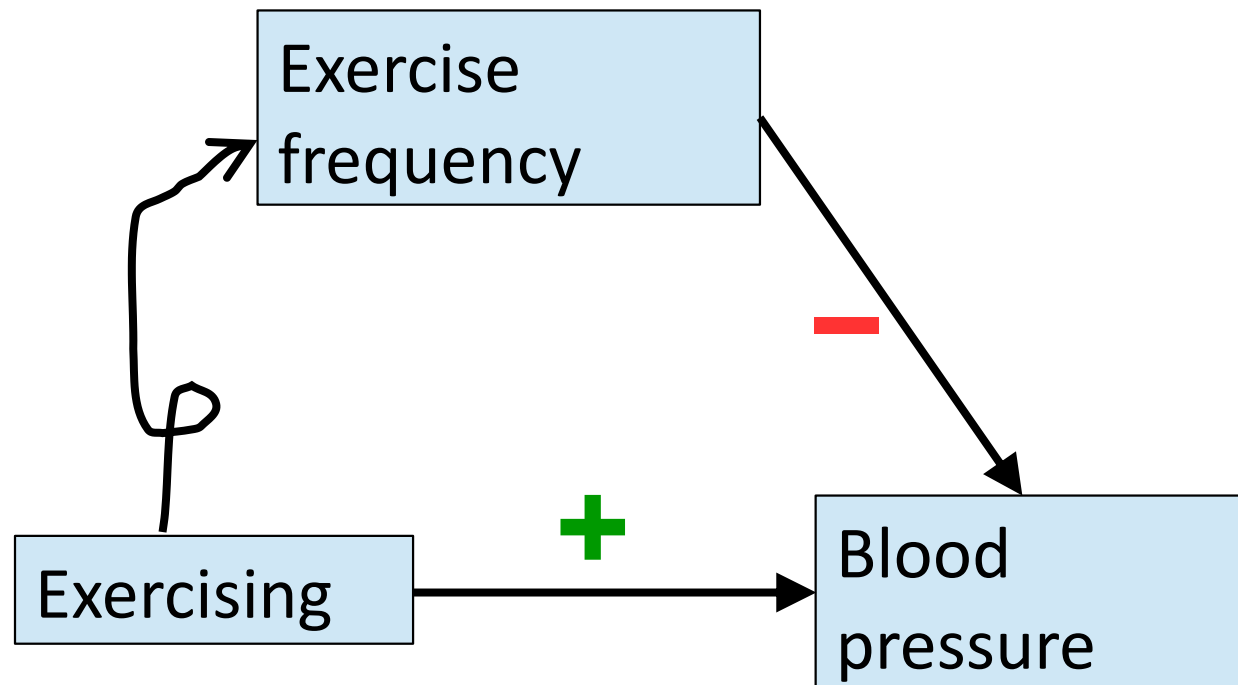 Exercise
frequency
−
+
Exercising
Blood
pressure